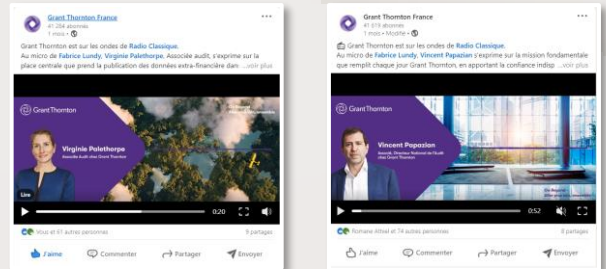 Grant Thornton France
41 254 abonnés
1 mois •
Grant Thornton est sur les ondes de Radio Classique.
Au micro de Fabrice Lundy, Virginie Palethorpe, Associée audit, s'exprime sur la
place centrale que prend la publication des données extra-financière dan ...voir plus
Grant Thornton
Virginie Palethorpe
Associée Audit chez Grant Thornton
Live
0:20
Vous et 61 autres personnes
9 partages
J'aime
Commenter
Partager
Envoyer
Grant Thornton France
41 619 abonnés
1 mois • Modifié •
Grant Thornton est sur les ondes de Radio Classique.
Au micro de Fabrice Lundy, Vincent Papazian s'exprime sur la mission fondamentale
que remplit chaque jour Grant Thornton, en apportant la confiance indisp ...voir plus
Grant Thornton
Vincent Papazian
Associé, Directeur National de l'Audit
chez Grant Thornton
0:52
Romane Athiel et 74 autres personnes
8 partages
J'aime
Commenter
Partager
Envoyer